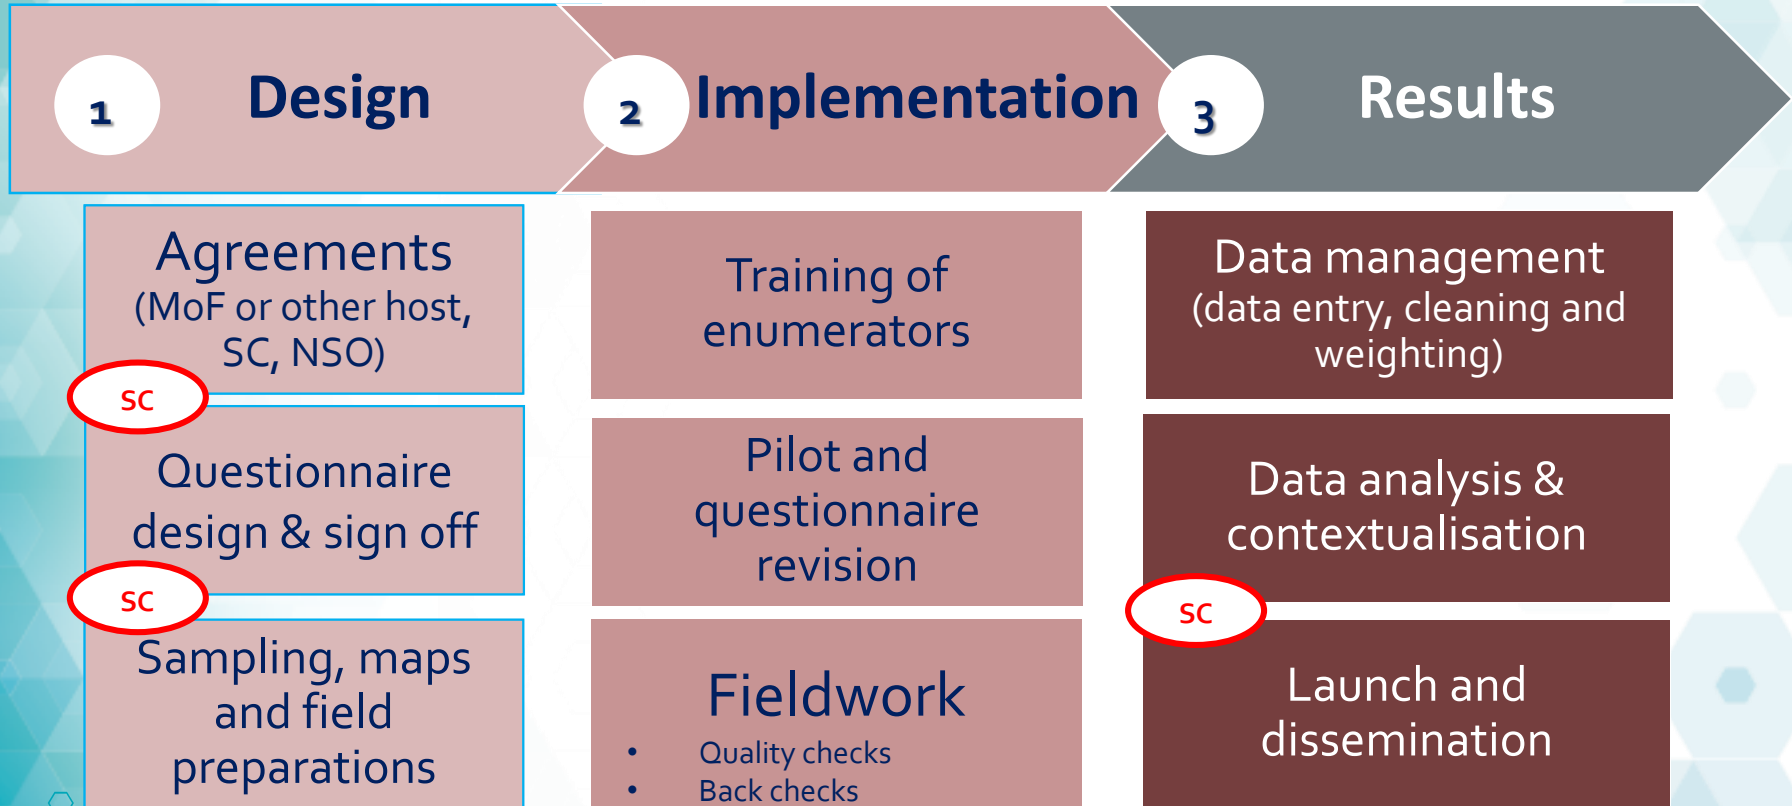 1
Design
2
Implementation
3
Results
Agreements
(MoF or other host,
SC, NSO)
SC
Questionnaire
design & sign off
SC
Sampling, maps
and field
preparations
Training of
enumerators
Pilot and
questionnaire
revision
Fieldwork
• Quality checks
• Back checks
Data management
(data entry, cleaning and
weighting)
Data analysis &
contextualisation
SC
Launch and
dissemination